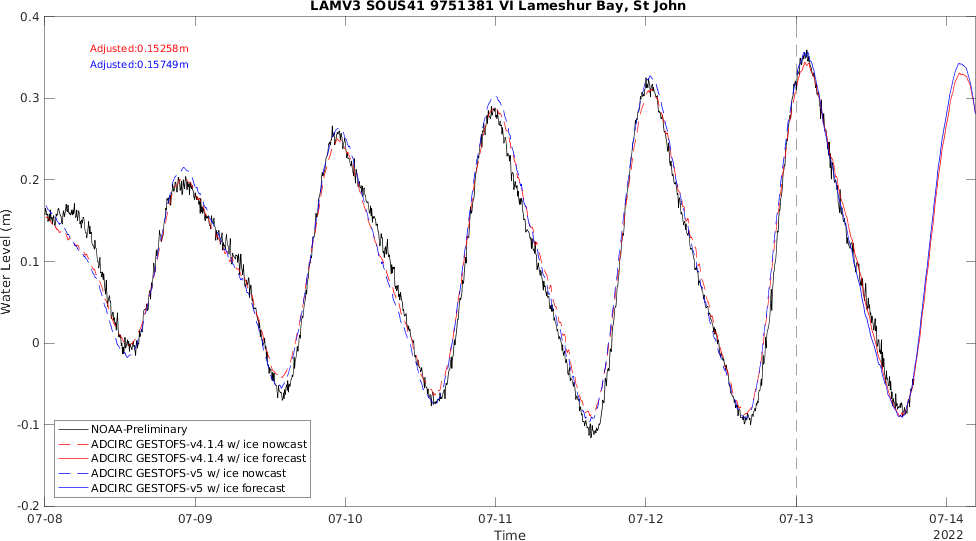 LAMV3 SOUS41 9751381 VI Lameshur Bay, St John
0.4
Adjusted:0.15258m
Adjusted:0.15749m
0.3
0.2
0.1
0
-0.1
-0.2
Water Level (m)
NOAA-Preliminary
ADCIRC GESTOFS-v4.1.4 w/ ice nowcast
ADCIRC GESTOFS-v4.1.4 w/ ice forecast
ADCIRC GESTOFS-v5 w/ ice nowcast
ADCIRC GESTOFS-v5 w/ ice forecast
07-08 07-09 07-10 07-11 07-12 07-13 07-14
Time
2022